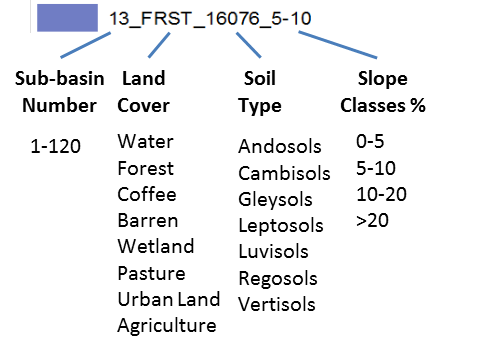 13_FRST_16076_5-10
Sub-basin Number
1-120
Land Cover
Water
Forest
Coffee
Barren
Wetland
Pasture
Urban Land
Agriculture
Soil Type
Andosols
Cambisols
Gleysols
Leptosols
Luvisols
Regosols
Vertisols
Slope Classes %
0-5
5-10
10-20
>20